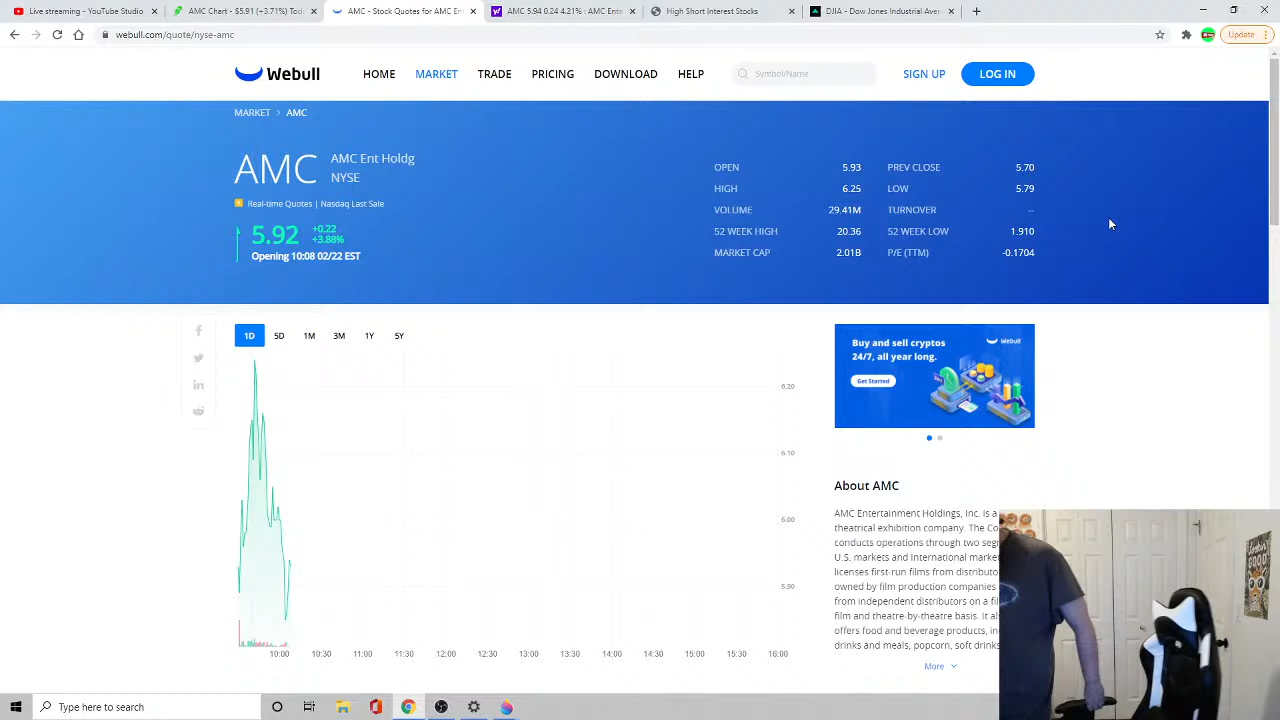 Live streaming - YouTube Studio
AMC Chart - $5.91 (+3.71%) Toda
AMC - Stock Quotes for AMC En
AMC 5.94 0.24 4.21% : AMC Ente
High Short Interest Stocks
DJIA - Dow Jones Industrial Aver
webull.com/quote/nyse-amc
Update
Webull
HOME
MARKET
TRADE
PRICING
DOWNLOAD
HELP
Symbol/Name
SIGN UP
LOG IN
MARKET > AMC
AMC
AMC Ent Holdg
NYSE
Real-time Quotes | Nasdaq Last Sale
5.92
+0.22
+3.88%
Opening 10:08 02/22 EST
OPEN 5.93 PREV CLOSE 5.70
HIGH 6.25 LOW 5.79
VOLUME 29.41M TURNOVER --
52 WEEK HIGH 20.36 52 WEEK LOW 1.910
MARKET CAP 2.01B P/E (TTM) -0.1704
1D 5D 1M 3M 1Y 5Y
6.20
6.10
6.00
5.90
10:00 10:30 11:00 11:30 12:00 12:30 13:00 13:30 14:00 14:30 15:00 15:30 16:00
Buy and sell cryptos
24/7, all year long.
Webull
Get Started
About AMC
AMC Entertainment Holdings, Inc. is a
theatrical exhibition company. The Co
conducts operations through two seg
U.S. markets and International market
licenses first-run films from distributo
owned by film production companies
from independent distributors on a fil
film and theatre-by-theatre basis. It al
offers food and beverage products, in
drinks and meals, popcorn, soft drinks
More
Type here to search